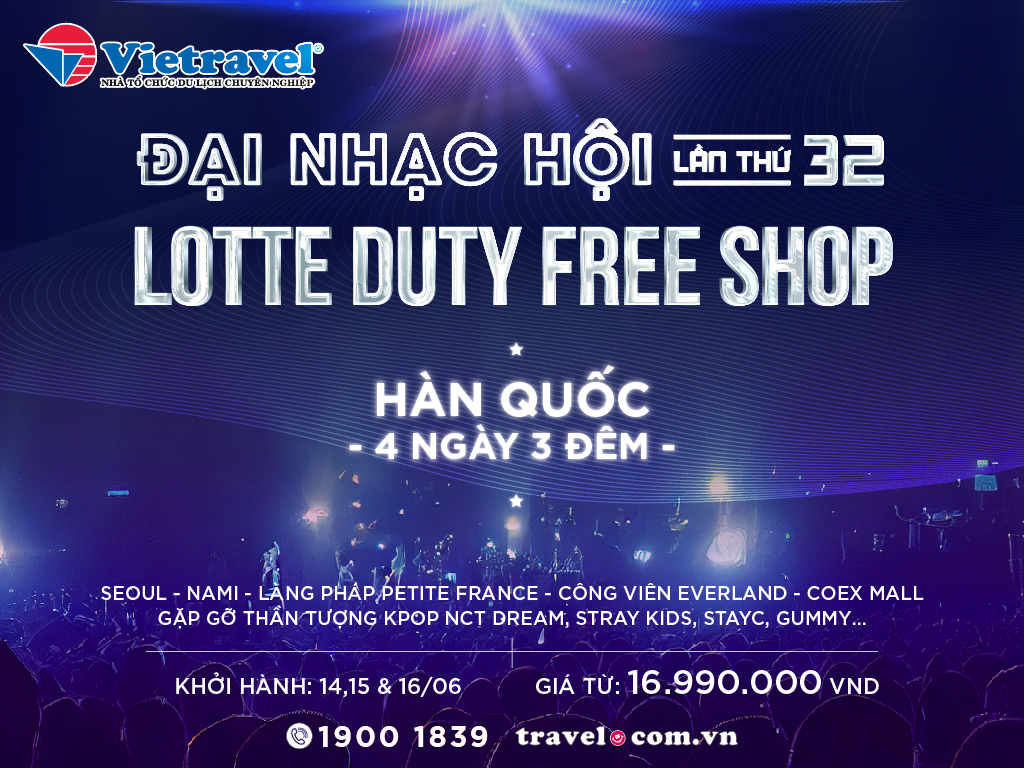 Vietravel®
NHÀ TỔ CHỨC DU LỊCH CHUYÊN NGHIỆP
ĐẠI NHẠC HỘI LẦN THỨ 32
LOTTE DUTY FREE SHOP
HÀN QUỐC
- 4 NGÀY 3 ĐÊM -
SEOUL - NAMI - LÀNG PHÁP PETITE FRANCE - CÔNG VIÊN EVERLAND - COEX MALL
GẶP GỠ THẦN TƯỢNG KPOP NCT DREAM, STRAY KIDS, STAYC, GUMMY...
KHỞI HÀNH: 14,15 & 16/06
GIÁ TỪ: 16.990.000 VND
1900 1839 travel.com.vn